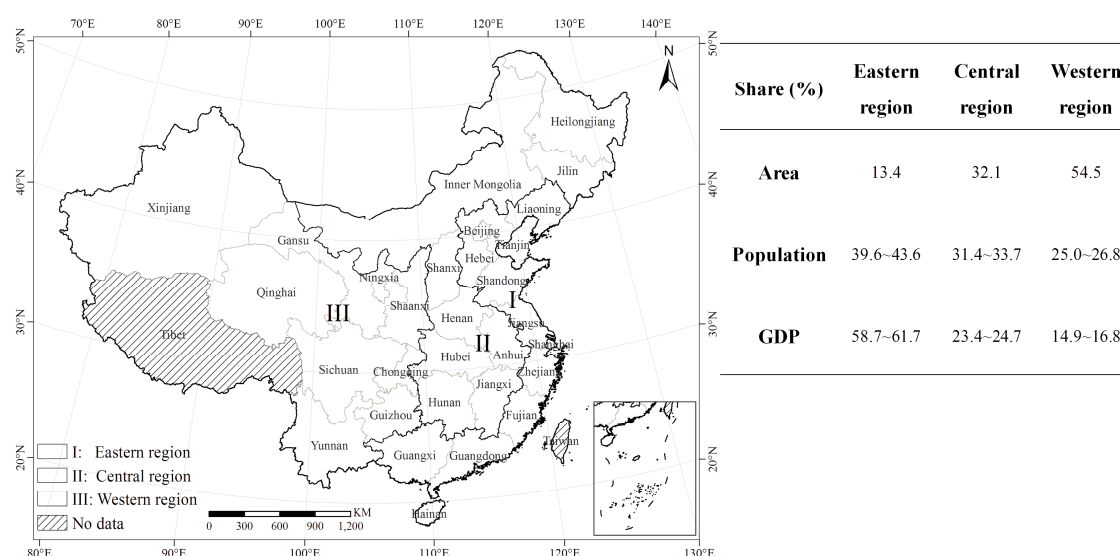 70°E 80°E 90°E 100°E 110°E 120°E 130°E 140°E
50°N 50°N
N
Heilongjiang
Jilin
Inner Mongolia
Liaoning
40°N 40°N
Xinjiang
Beijing
Gansu
Tianjin
Hebei
Shanxi
Ningxia
Shandong
Qinghai
Shaanxi
I
III
Henan
Jiangsu
30°N 30°N
Tibet
II
Shanghai
Hubei
Anhui
Sichuan
Chongqing
Zhejiang
Jiangxi
Hunan
Guizhou
Fujian
Taiwan
Yunnan
Guangxi
Guangdong
20°N 20°N
Hainan
I: Eastern region
II: Central region
III: Western region
No data
KM
0 300 600 900 1,200
80°E 90°E 100°E 110°E 120°E 130°E
Share (%) Eastern region Central region Western region
Area 13.4 32.1 54.5
Population 39.6~43.6 31.4~33.7 25.0~26.8
GDP 58.7~61.7 23.4~24.7 14.9~16.8